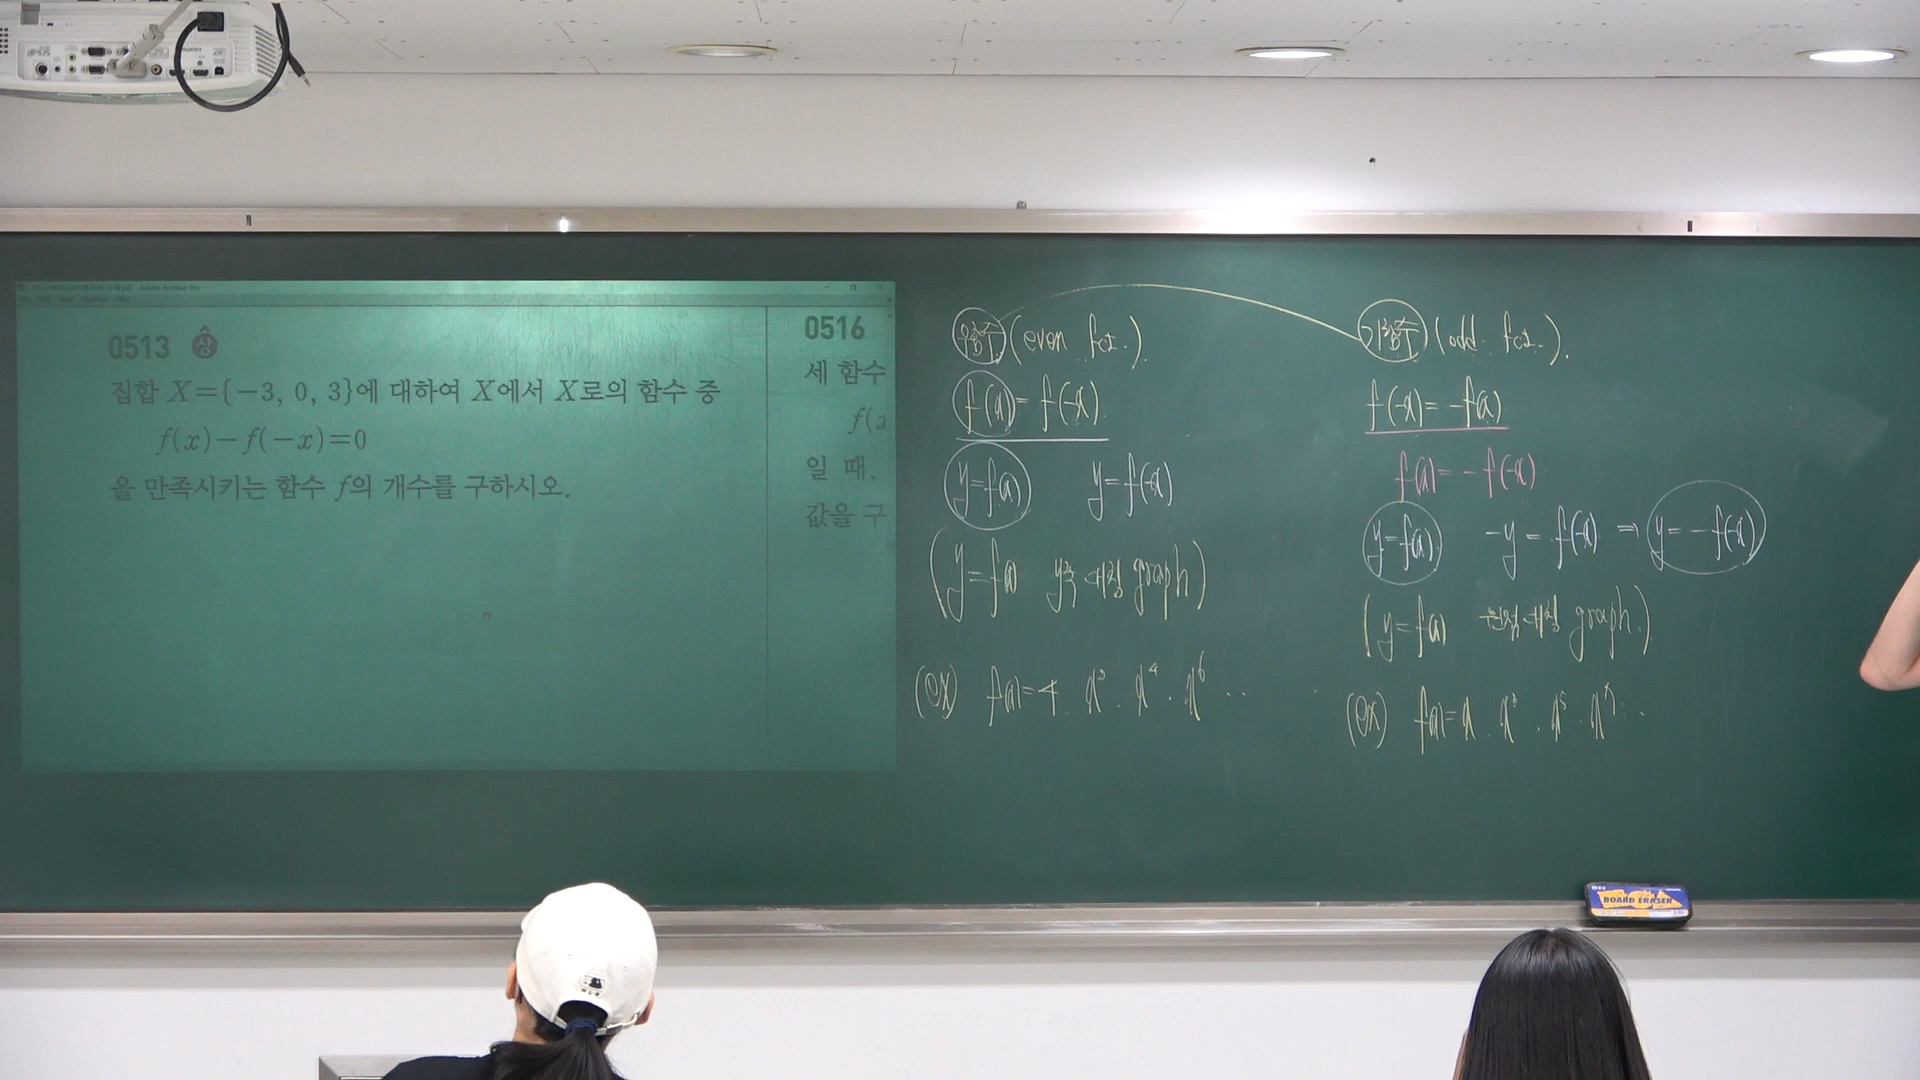 Adobe Acrobat Pro
0513 상
집합 X={-3, 0, 3}에 대하여 X에서 X로의 함수 중
f(x)-f(-x)=0
을 만족시키는 함수 f의 개수를 구하시오.
0516
세 함수
f(x
일 때,
값을 구
우함수 (even fct.).
f(x)=f(-x).
y=f(x) y=f(-x)
(y=f(x) y축 대칭 graph)
(ex) f(x)=4. x². x⁴. x⁶ ....
기함수 (odd fct.).
f(-x)=-f(x)
f(x)=-f(-x)
y=f(x) -y=f(-x) ⇒ y=-f(-x)
(y=f(x) 원점 대칭 graph.)
(ex) f(x)=x. x³. x⁵. x⁷...
BOARD ERASER